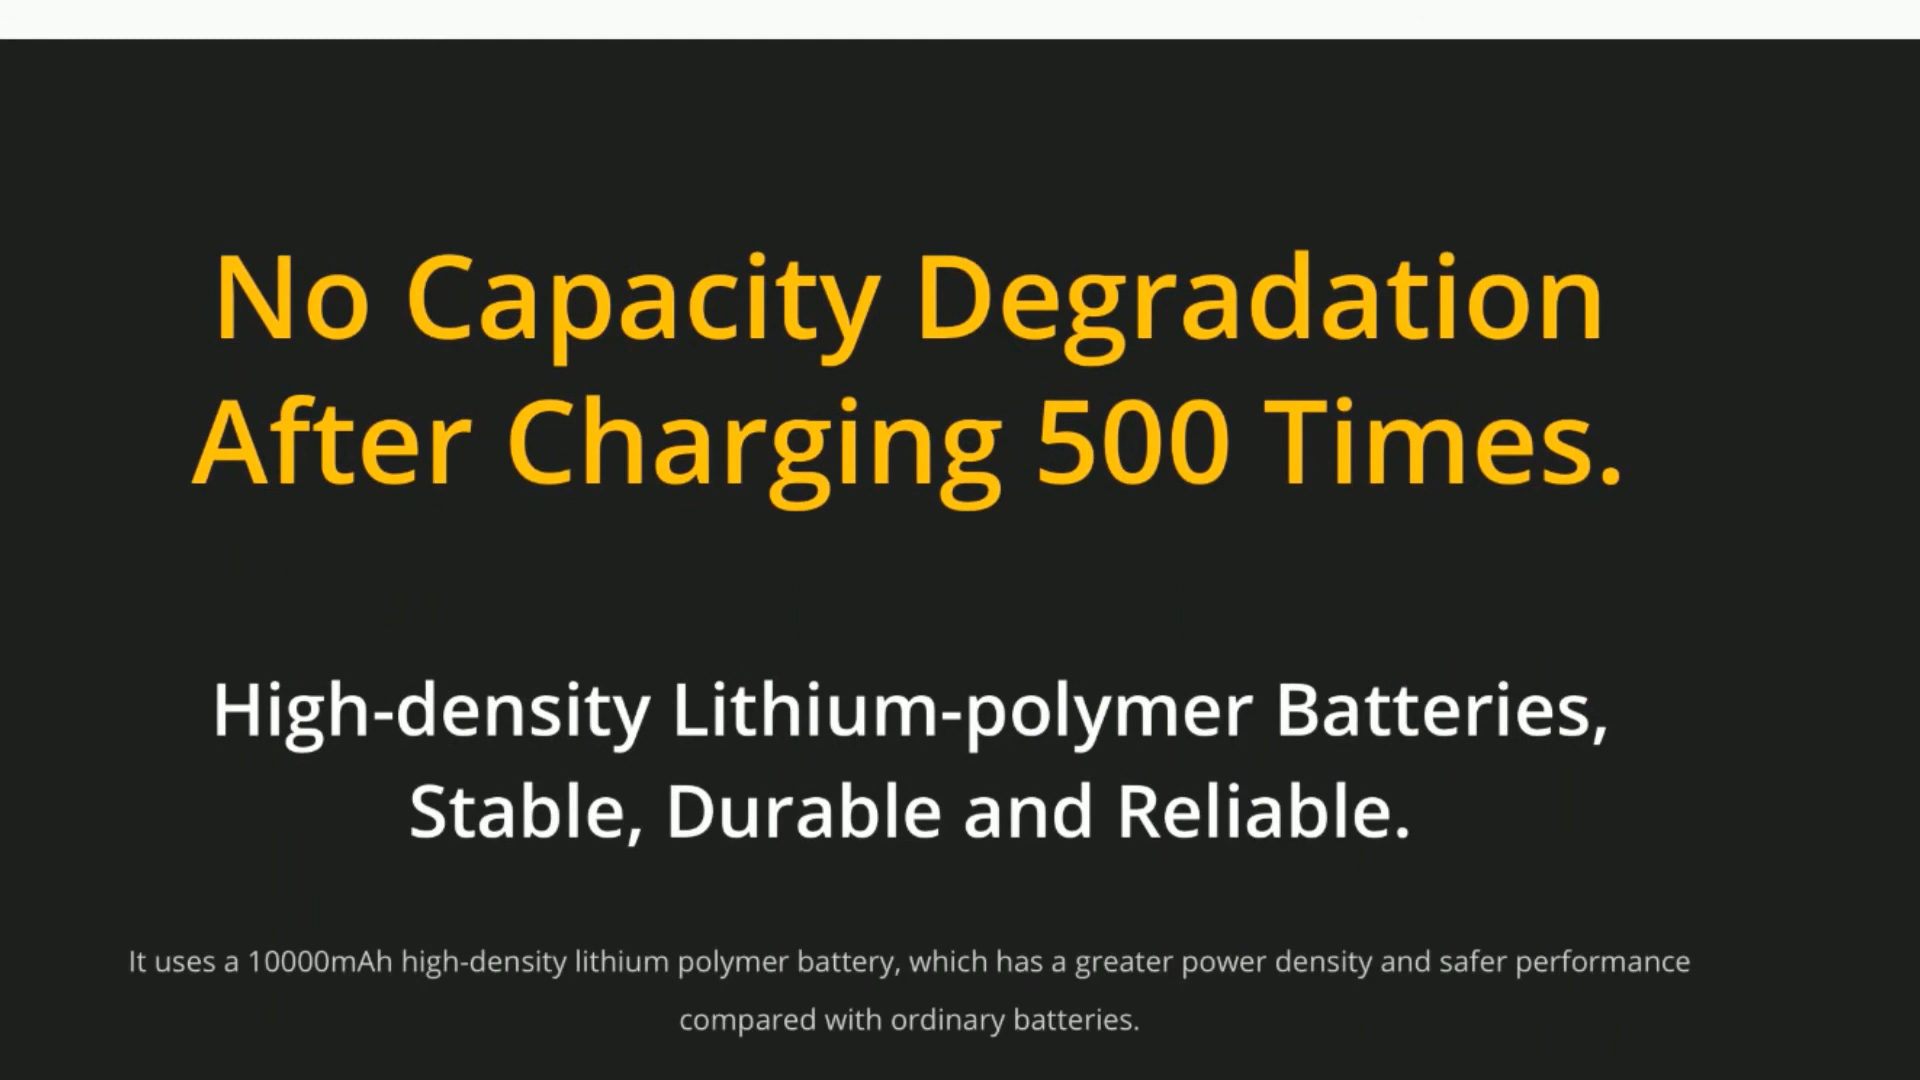 No Capacity Degradation
After Charging 500 Times.
High-density Lithium-polymer Batteries,
Stable, Durable and Reliable.
It uses a 10000mAh high-density lithium polymer battery, which has a greater power density and safer performance
compared with ordinary batteries.